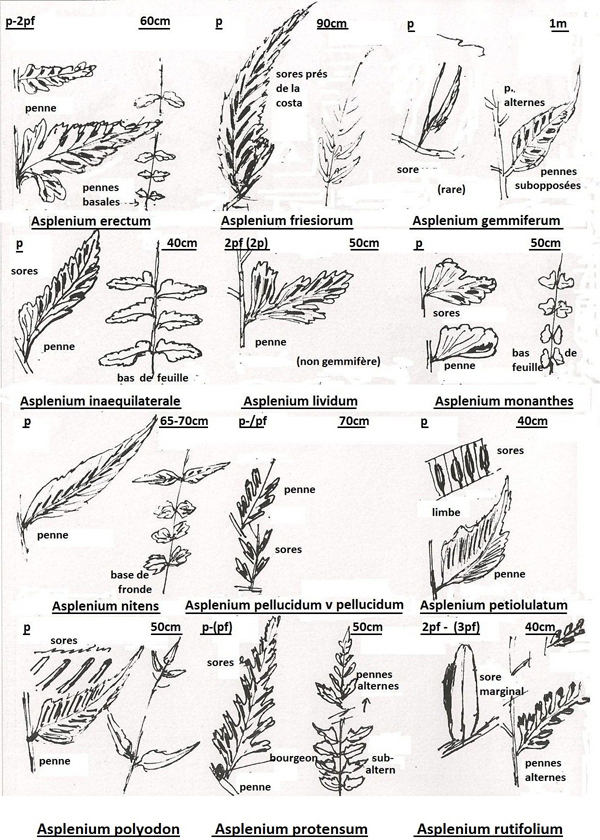 p-2pf 60cm
penne
pennes
basales
Asplenium erectum
p 90cm
sores prés
de la
costa
Asplenium friesiorum
p 1m
p.
alternes
sore
(rare)
pennes
subopposées
Asplenium gemmiferum
p 40cm
sores
penne
bas de feuille
Asplenium inaequilaterale
2pf (2p) 50cm
penne
(non gemmifère)
Asplenium lividum
p 50cm
sores
penne
bas de
feuille
Asplenium monanthes
p 65-70cm
penne
base de
fronde
Asplenium nitens
p-/pf 70cm
penne
sores
Asplenium pellucidum v pellucidum
p 40cm
sores
limbe
penne
Asplenium petiolulatum
p 50cm
sores
penne
Asplenium polyodon
p-(pf) 50cm
sores
pennes
alternes
bourgeon
sub-
altern
penne
Asplenium protensum
2pf - (3pf) 40cm
sore
marginal
pennes
alternes
Asplenium rutifolium